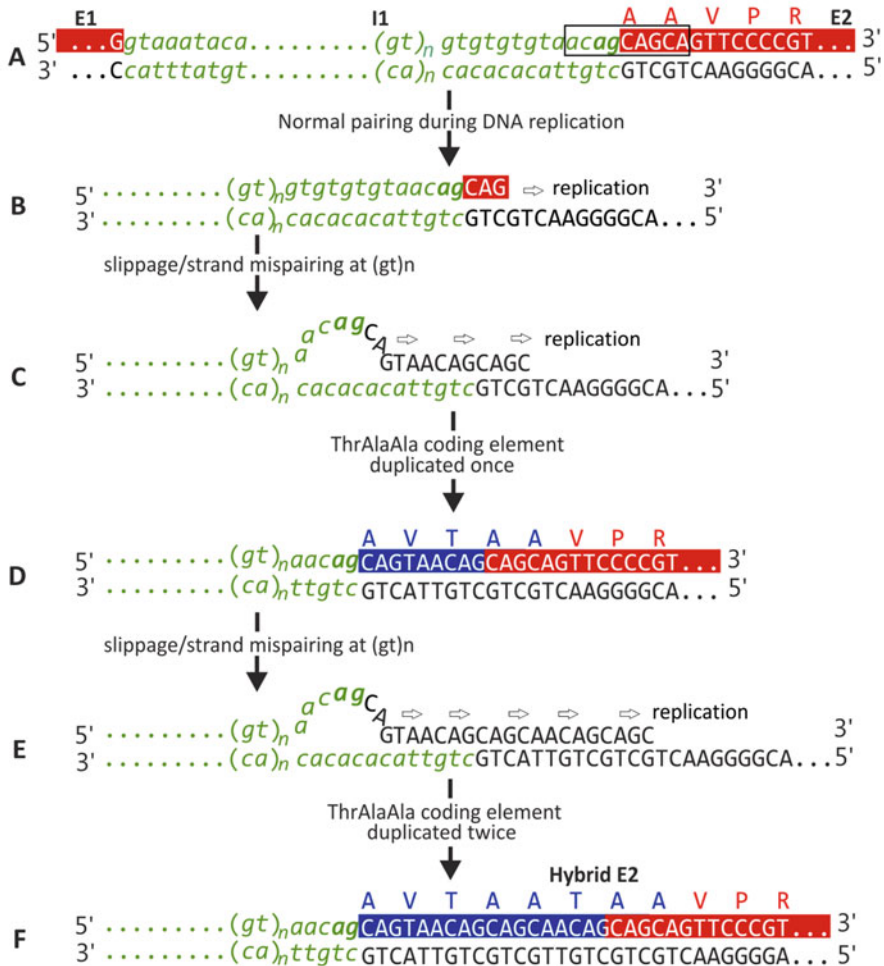 E1 I1 A A V P R E2
5' ...Ggtaaataca.........(gt)n gtgtgtgtaacagCAGCAGTTCCCCGT... 3'
A
3' ...Ccatttatgt.........(ca)n cacacacattgtcGTCGTCAAGGGGCA... 5'
Normal pairing during DNA replication
5' .........(gt)ngtgtgtgtaacagCAG ⇨ replication 3'
B
.........(ca)ncacacacattgtcGTCGTCAAGGGGCA... 5'
slippage/strand mispairing at (gt)n
5' .........(gt)n aacagCA GTAACAGCAGC ⇨ ⇨ ⇨ replication 3'
C
3' .........(ca)n cacacacattgtcGTCGTCAAGGGGCA...5'
ThrAlaAla coding element
duplicated once
A V T A A V P R
5' .........(gt)naacagCAGTAACAGCAGCAGTTCCCCGT... 3'
D
3' .........(ca)nttgtc GTCATTGTCGTCGTCAAGGGGCA... 5'
slippage/strand mispairing at (gt)n
5' .........(gt)n aacagCA GTAACAGCAGCAACAGCAGC ⇨ ⇨ ⇨ ⇨ ⇨ replication 3'
E
3' .........(ca)n cacacacattgtcGTCATTGTCGTCGTCAAGGGGCA...5'
ThrAlaAla coding element
duplicated twice
Hybrid E2
A V T A A T A A V P R
5' .........(gt)naacagCAGTAACAGCAGCAACAGCAGCAGTTCCCGT... 3'
F
3' .........(ca)nttgtc GTCATTGTCGTCGTTGTCGTCGTCAAGGGGA... 5'